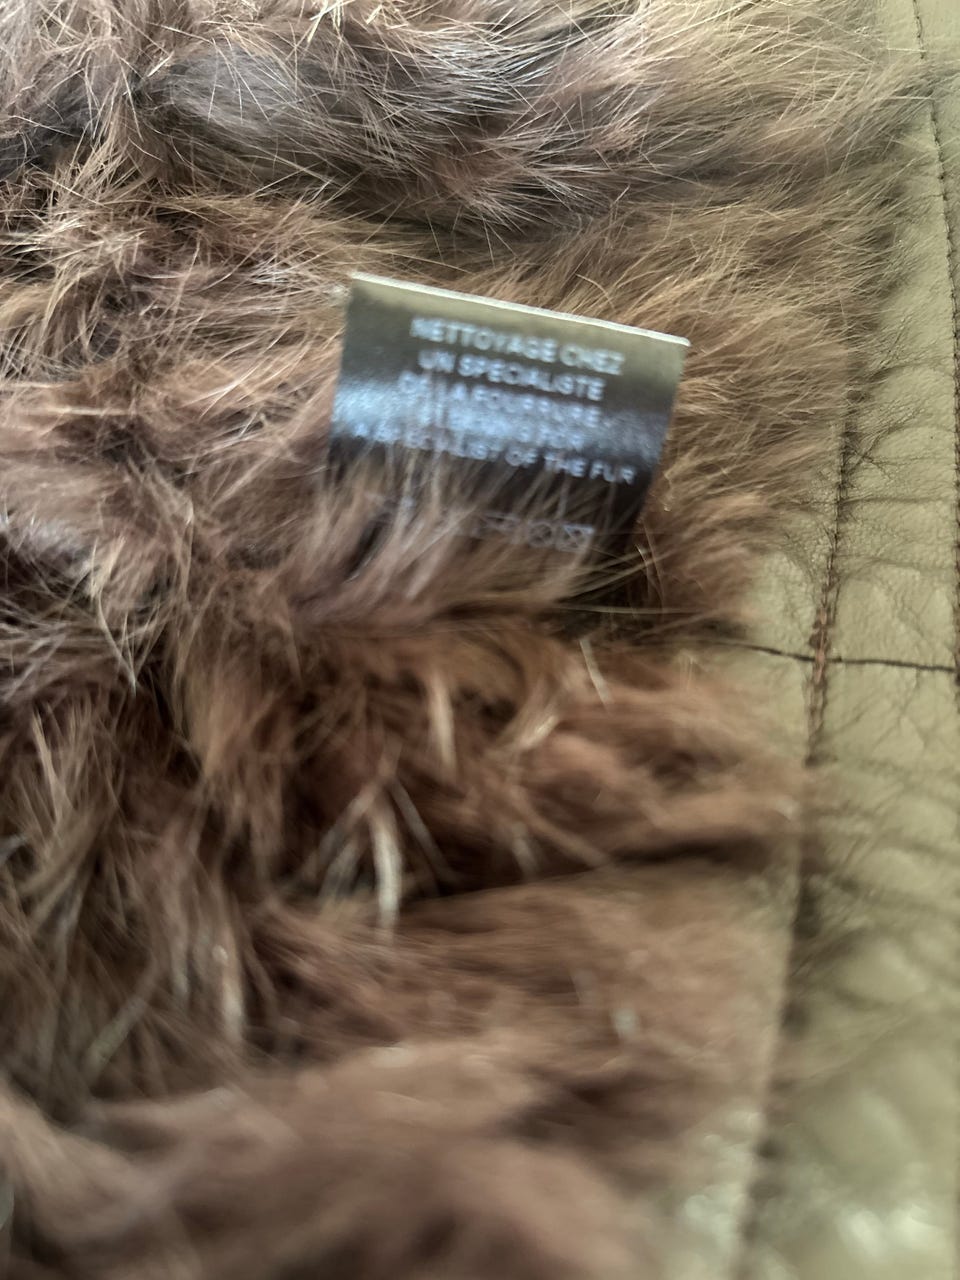 NETTOYAGE CHEZ
UN SPECIALISTE
DE LA FOURRURE
SPECIALIST OF THE FUR